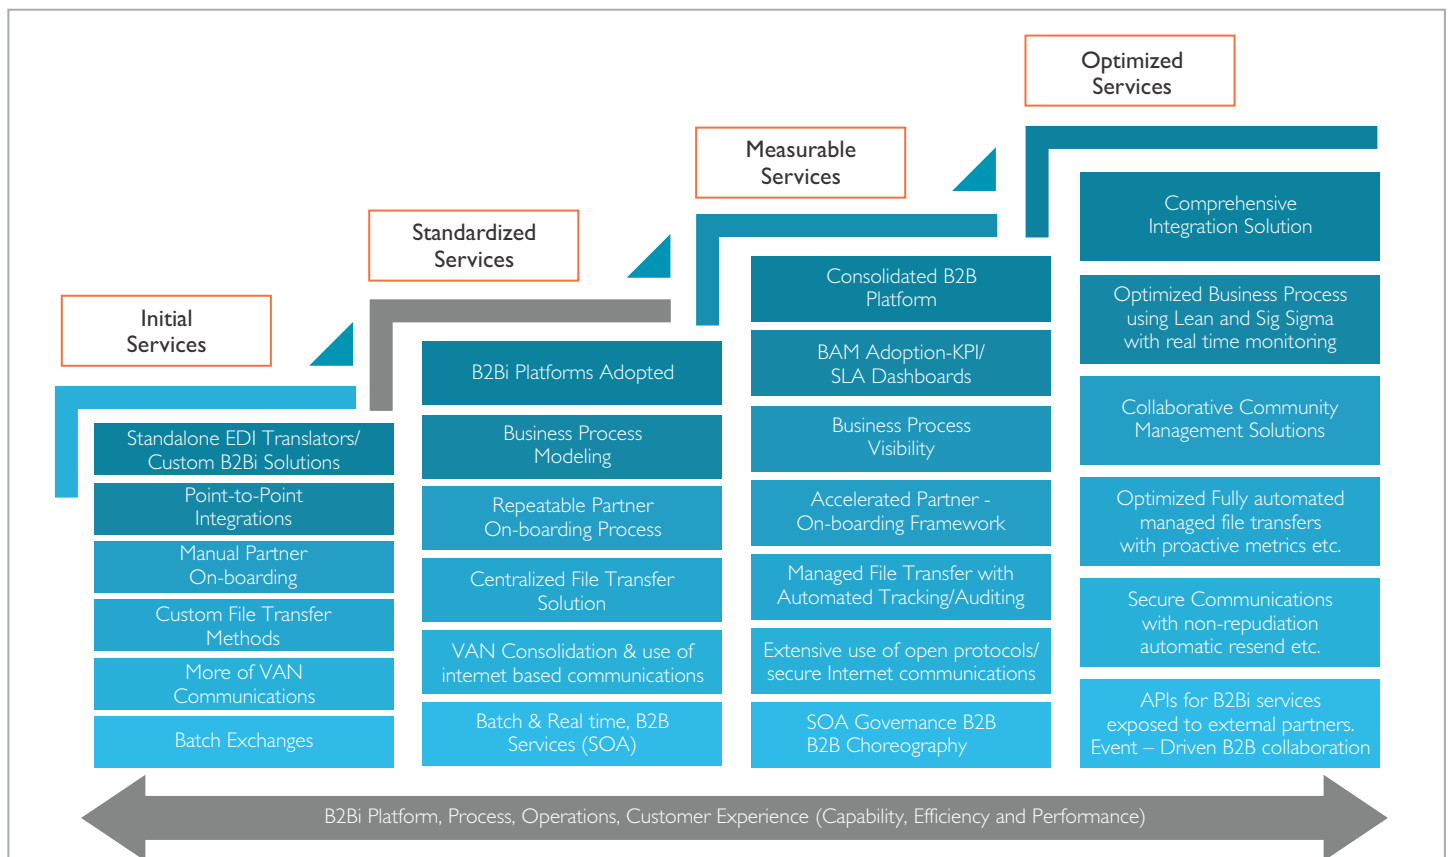 Initial
Services
Standalone EDI Translators/
Custom B2Bi Solutions
Point-to-Point
Integrations
Manual Partner
On-boarding
Custom File Transfer
Methods
More of VAN
Communications
Batch Exchanges
Standardized
Services
B2Bi Platforms Adopted
Business Process
Modeling
Repeatable Partner
On-boarding Process
Centralized File Transfer
Solution
VAN Consolidation & use of
internet based communications
Batch & Real time, B2B
Services (SOA)
Measurable
Services
Consolidated B2B
Platform
BAM Adoption-KPI/
SLA Dashboards
Business Process
Visibility
Accelerated Partner -
On-boarding Framework
Managed File Transfer with
Automated Tracking/Auditing
Extensive use of open protocols/
secure Internet communications
SOA Governance B2B
B2B Choreography
Optimized
Services
Comprehensive
Integration Solution
Optimized Business Process
using Lean and Sig Sigma
with real time monitoring
Collaborative Community
Management Solutions
Optimized Fully automated
managed file transfers
with proactive metrics etc.
Secure Communications
with non-repudiation
automatic resend etc.
APIs for B2Bi services
exposed to external partners.
Event – Driven B2B collaboration
B2Bi Platform, Process, Operations, Customer Experience (Capability, Efficiency and Performance)